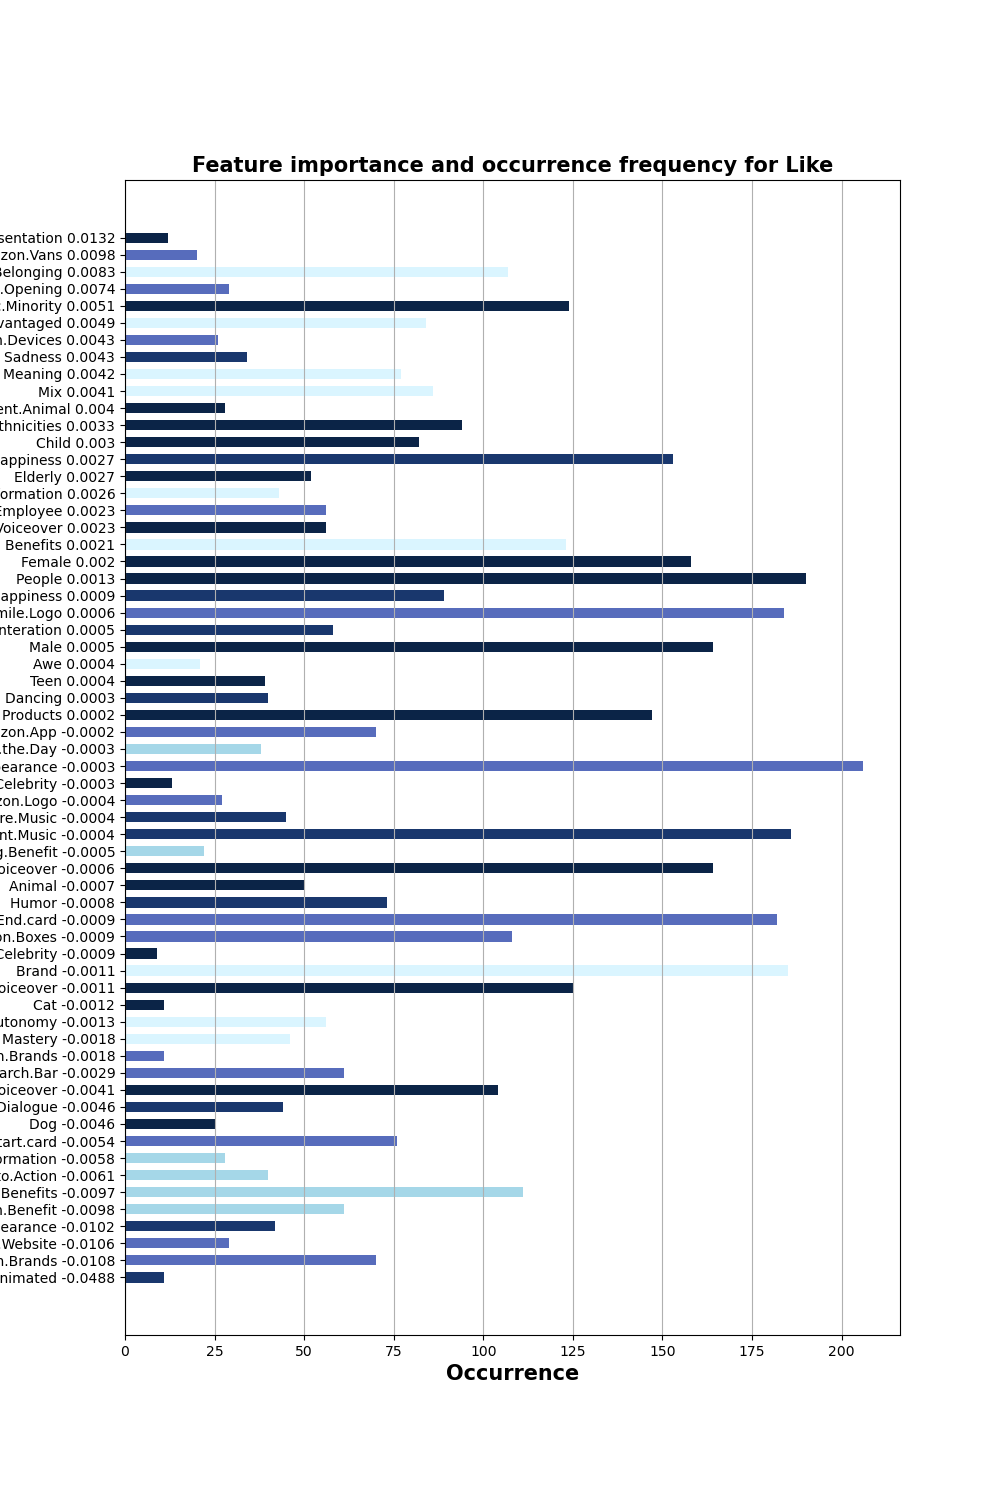 Feature importance and occurrence frequency for Like
sentation 0.0132
zon.Vans 0.0098
Belonging 0.0083
.Opening 0.0074
c.Minority 0.0051
vantaged 0.0049
n.Devices 0.0043
Sadness 0.0043
Meaning 0.0042
Mix 0.0041
ent.Animal 0.004
thnicities 0.0033
Child 0.003
appiness 0.0027
Elderly 0.0027
ormation 0.0026
Employee 0.0023
Voiceover 0.0023
Benefits 0.0021
Female 0.002
People 0.0013
appiness 0.0009
mile.Logo 0.0006
nteration 0.0005
Male 0.0005
Awe 0.0004
Teen 0.0004
Dancing 0.0003
Products 0.0002
zon.App -0.0002
.the.Day -0.0003
earance -0.0003
Celebrity -0.0003
zon.Logo -0.0004
re.Music -0.0004
nt.Music -0.0004
g.Benefit -0.0005
oiceover -0.0006
Animal -0.0007
Humor -0.0008
End.card -0.0009
on.Boxes -0.0009
Celebrity -0.0009
Brand -0.0011
oiceover -0.0011
Cat -0.0012
utonomy -0.0013
Mastery -0.0018
n.Brands -0.0018
arch.Bar -0.0029
oiceover -0.0041
Dialogue -0.0046
Dog -0.0046
tart.card -0.0054
ormation -0.0058
to.Action -0.0061
Benefits -0.0097
n.Benefit -0.0098
earance -0.0102
.Website -0.0106
n.Brands -0.0108
nimated -0.0488
0 25 50 75 100 125 150 175 200
Occurrence